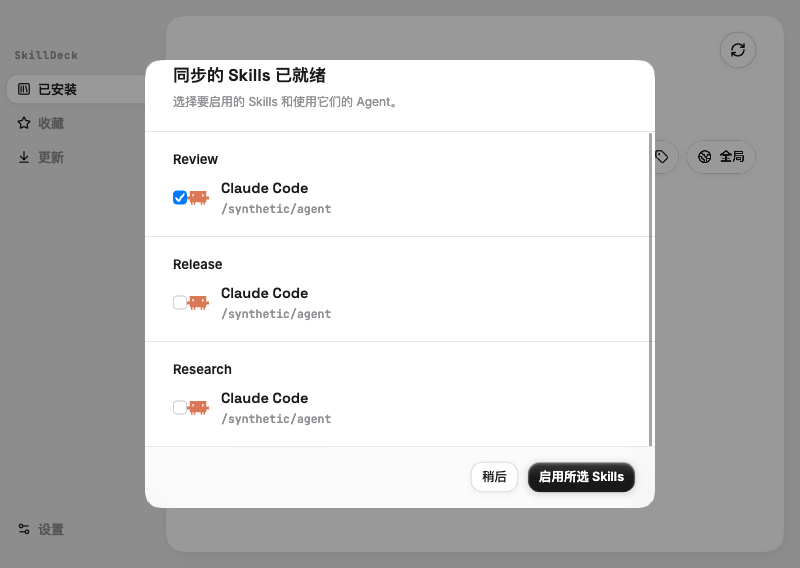 SkillDeck
已安装
收藏
更新
设置
全局
同步的 Skills 已就绪
选择要启用的 Skills 和使用它们的 Agent。
Review
Claude Code
/synthetic/agent
Release
Claude Code
/synthetic/agent
Research
Claude Code
/synthetic/agent
稍后
启用所选 Skills